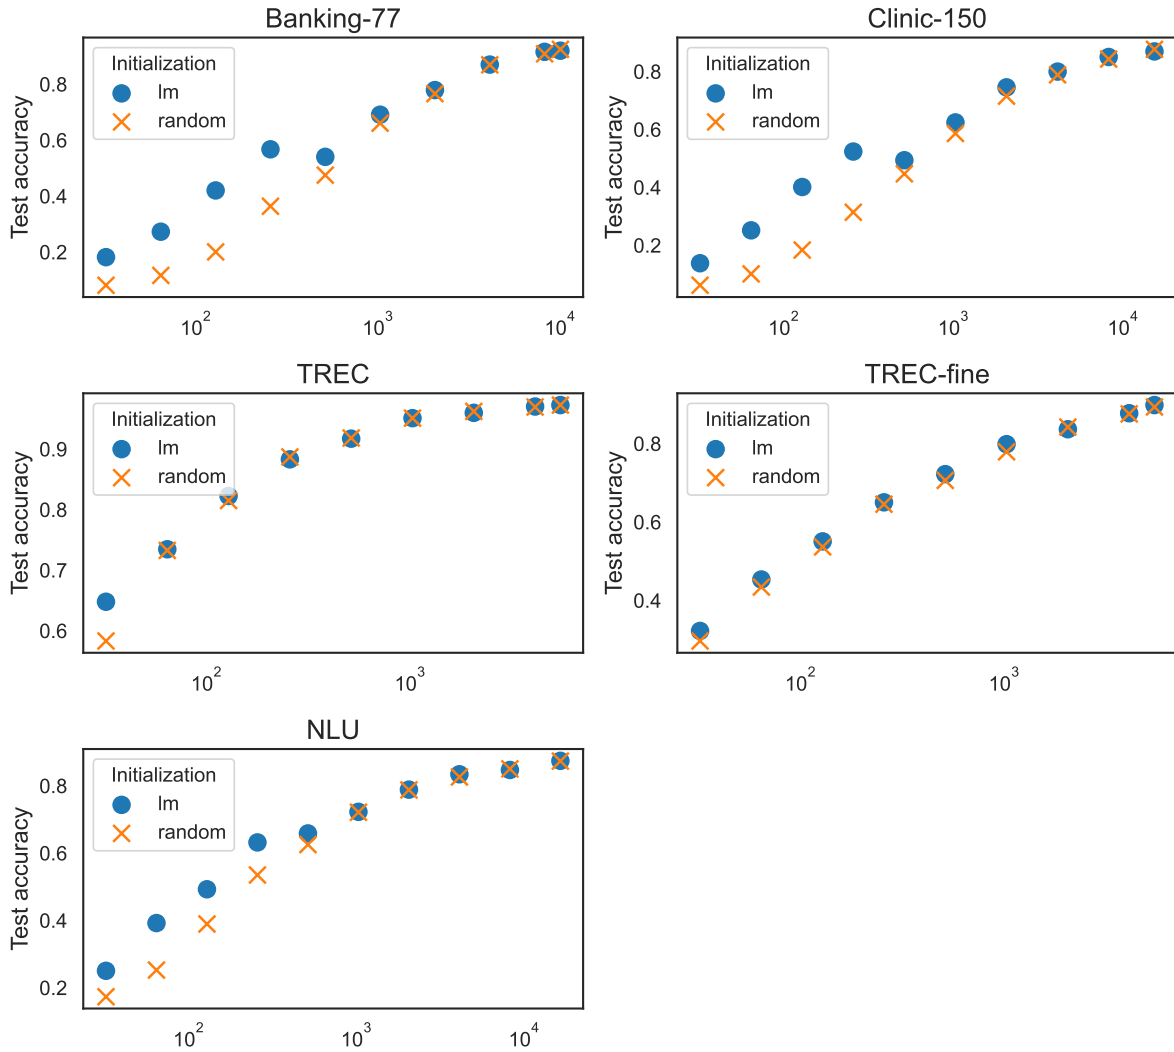 Banking-77
Test accuracy
0.8
0.6
0.4
0.2
Initialization
lm
random
10^2
10^3
10^4
Clinic-150
Test accuracy
0.8
0.6
0.4
0.2
Initialization
lm
random
10^2
10^3
10^4
TREC
Test accuracy
0.9
0.8
0.7
0.6
Initialization
lm
random
10^2
10^3
TREC-fine
Test accuracy
0.8
0.6
0.4
Initialization
lm
random
10^2
10^3
NLU
Test accuracy
0.8
0.6
0.4
0.2
Initialization
lm
random
10^2
10^3
10^4